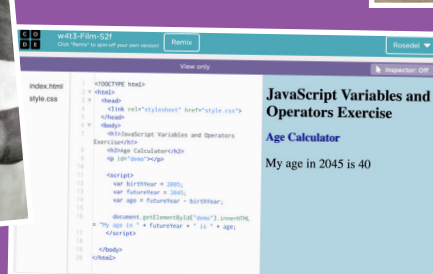 C O
D E
w4t3-Film-S2f
Click "Remix" to spin-off your own version!
Remix
Rosedel
View only
Inspector: Off
index.html
style.css
<!DOCTYPE html>
<html>
<head>
<link rel="stylesheet" href="style.css">
</head>
<body>
<h1>JavaScript Variables and Operators
Exercise</h1>
<h2>Age Calculator</h2>
<p id="demo"></p>
<script>
var birthYear = 2005;
var futureYear = 2045;
var age = futureYear - birthYear;
document.getElementById("demo").innerHTML
= "My age in " + futureYear + " is " + age;
</script>
</body>
</html>
JavaScript Variables and
Operators Exercise
Age Calculator
My age in 2045 is 40